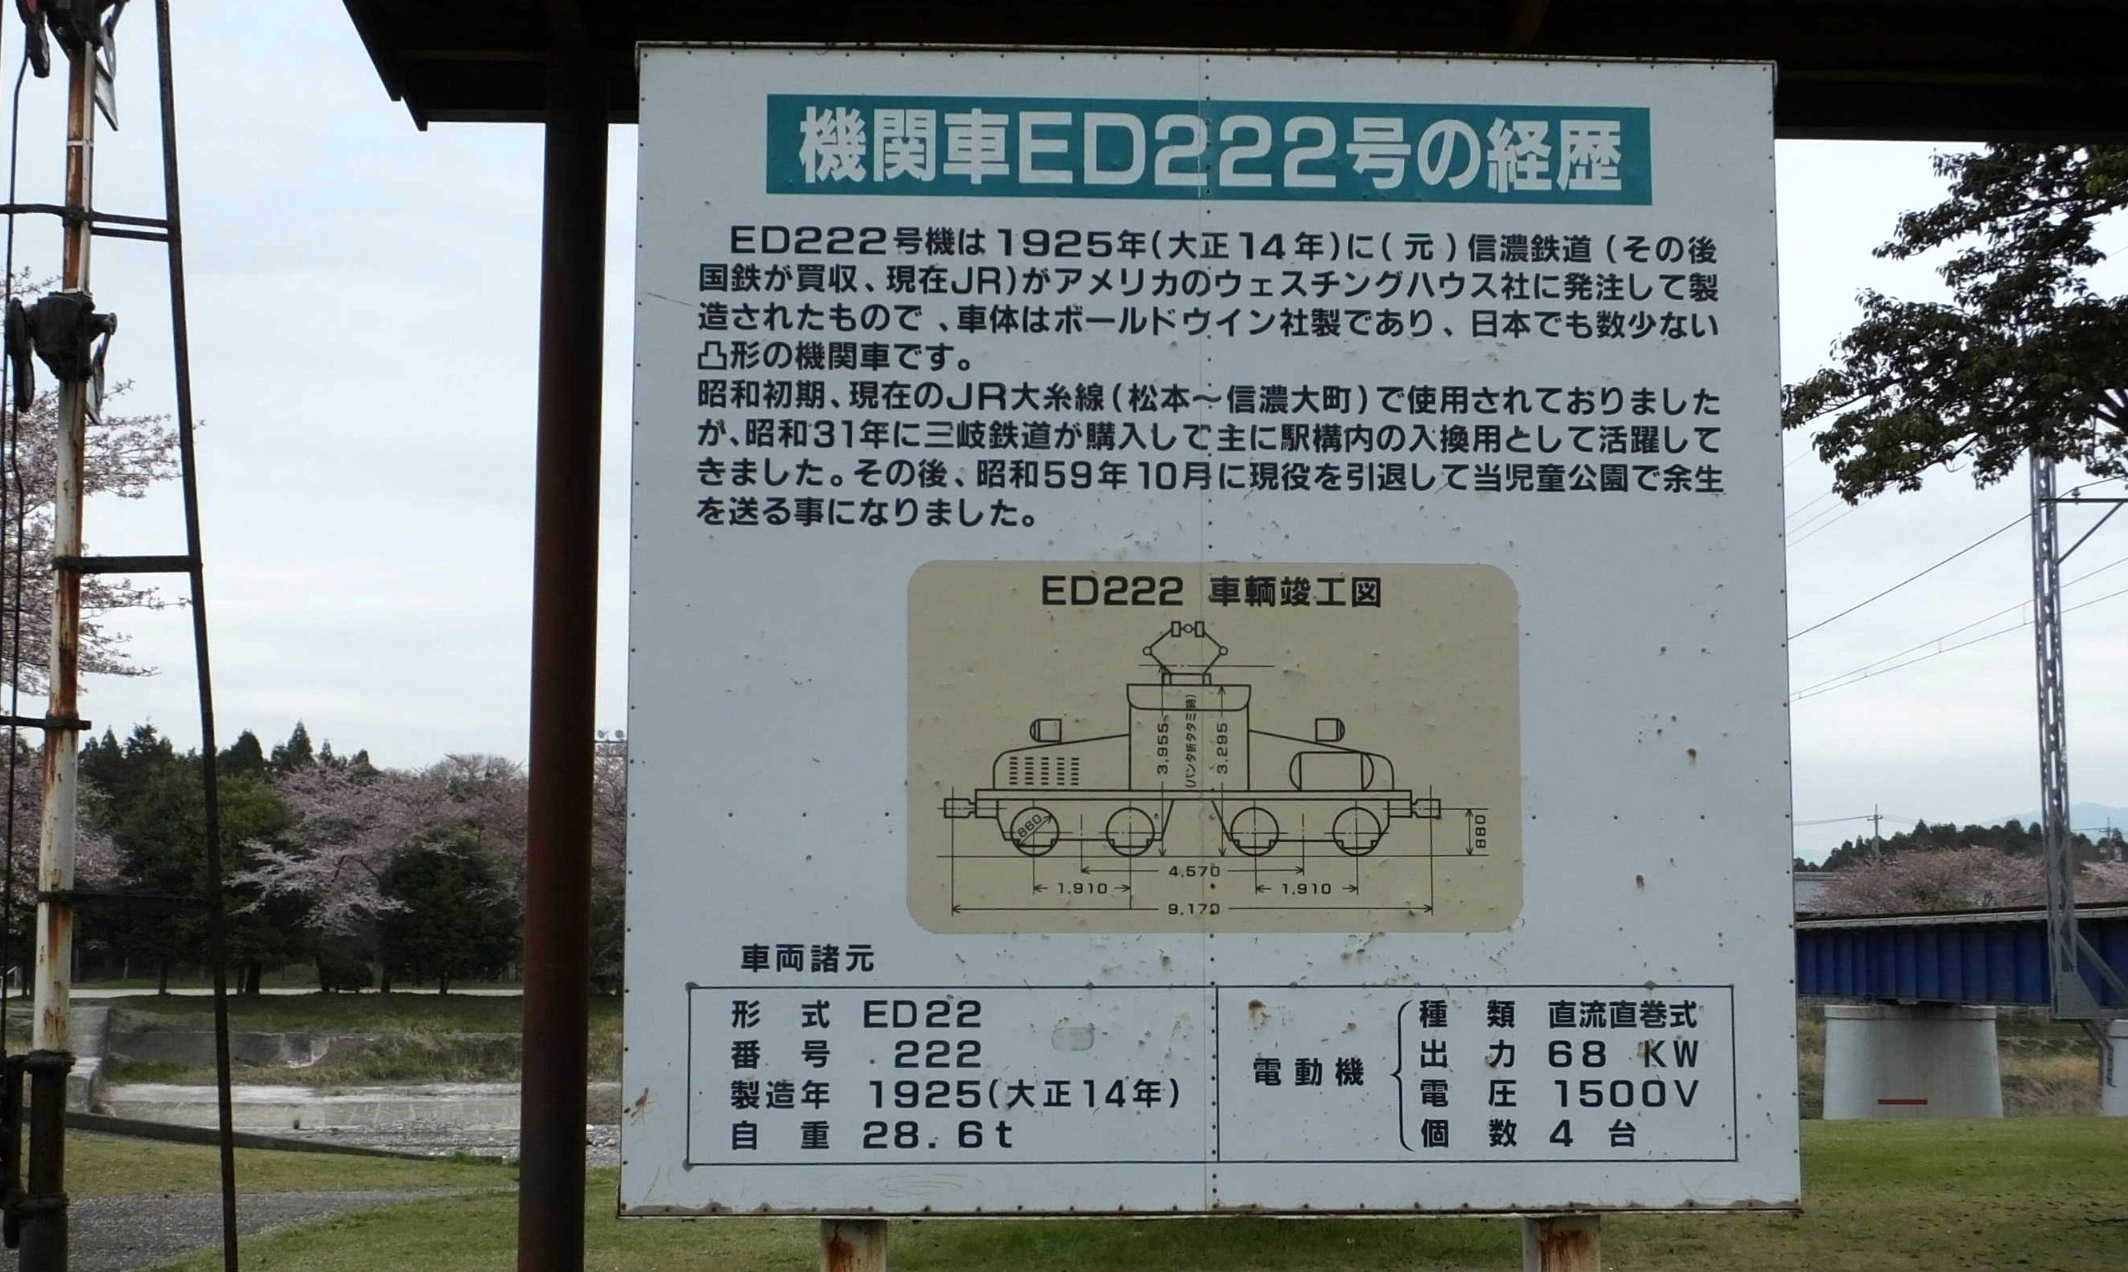 機関車ED222号の経歴
ED222号機は1925年(大正14年)に(元)信濃鉄道(その後
国鉄が買収、現在JR)がアメリカのウェスチングハウス社に発注して製
造されたもので、車体はボールドウイン社製であり、日本でも数少ない
凸形の機関車です。
昭和初期、現在のJR大糸線(松本～信濃大町)で使用されておりました
が、昭和31年に三岐鉄道が購入して主に駅構内の入換用として活躍して
きました。その後、昭和59年10月に現役を引退して当児童公園で余生
を送る事になりました。
ED222 車輌竣工図
3.955
(パンタ折タタミ時)
3.295
860
880
4.570
1.910
1.910
9.170
車両諸元
形式 ED22
番号 222
製造年 1925(大正14年)
自重 28.6t
電動機
種類 直流直巻式
出力 68 KW
電圧 1500V
個数 4台